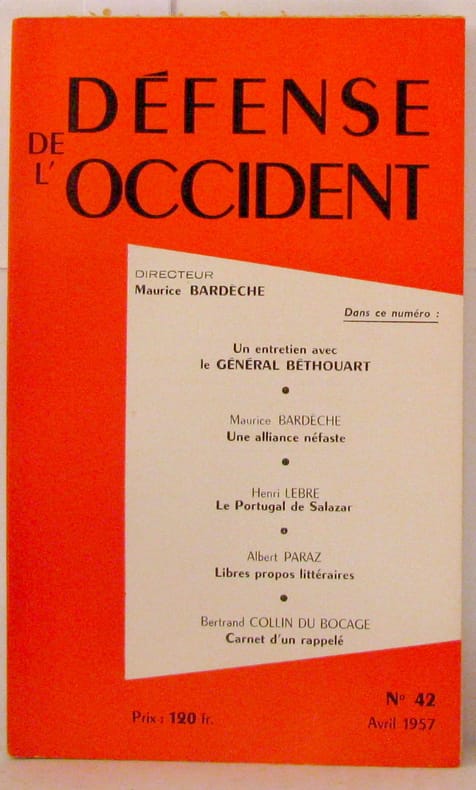 DÉFENSE
DE
L'OCCIDENT
DIRECTEUR
Maurice BARDÈCHE
Dans ce numéro :
Un entretien avec
le GÉNÉRAL BÉTHOUART
Maurice BARDÈCHE
Une alliance néfaste
Henri LEBRE
Le Portugal de Salazar
Albert PARAZ
Libres propos littéraires
Bertrand COLLIN DU BOCAGE
Carnet d'un rappelé
Prix : 120 fr.
N° 42
Avril 1957